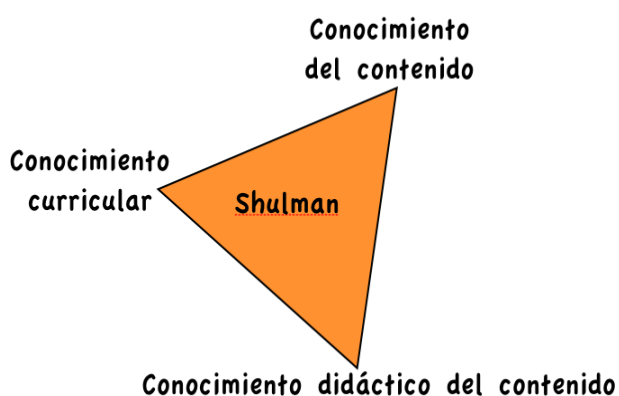 Conocimiento
del contenido
Conocimiento
curricular
Shulman
Conocimiento didáctico del contenido